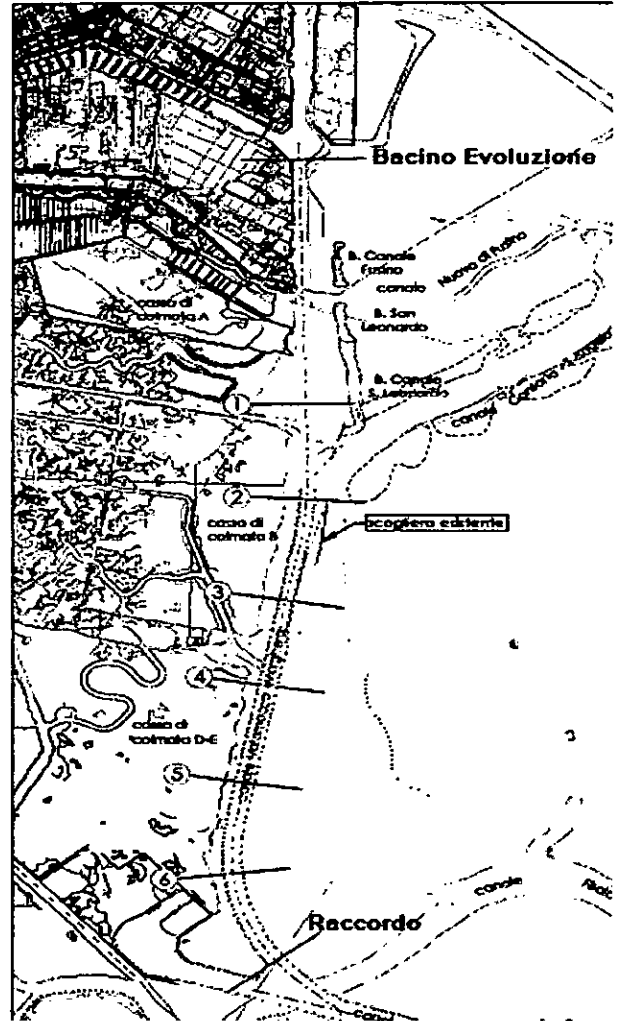 Bacino Evoluzione
B. Canale
Fusina
canale
Nuovo di Fusina
cassa di
colmata A
B. San
Leonardo
B. Canale
S. Leonardo
1
canale
2
cassa di
colmata B
scogliera esistente
3
4
cassa di
colmata D-E
5
6
canale
Raccordo